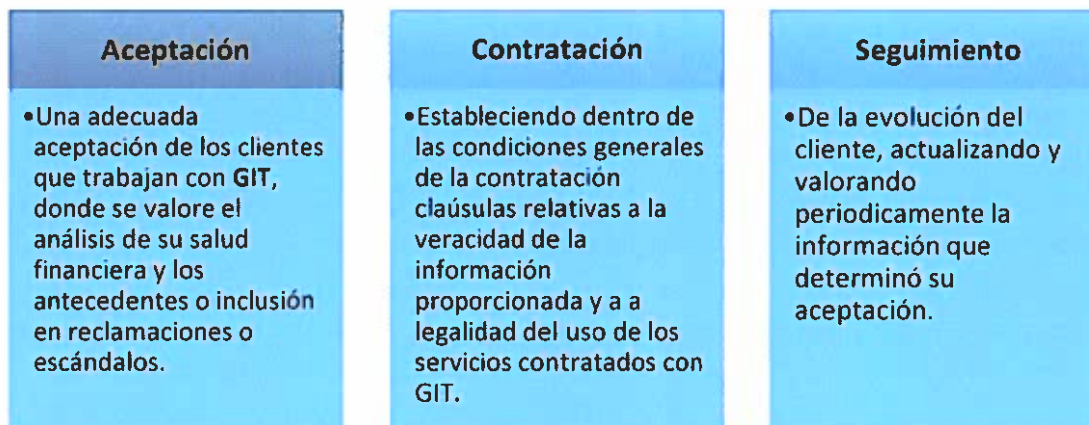 Aceptación
•Una adecuada
aceptación de los clientes
que trabajan con GIT,
donde se valore el
análisis de su salud
financiera y los
antecedentes o inclusión
en reclamaciones o
escándalos.
Contratación
•Estableciendo dentro de
las condiciones generales
de la contratación
claúsulas relativas a la
veracidad de la
información
proporcionada y a a
legalidad del uso de los
servicios contratados con
GIT.
Seguimiento
•De la evolución del
cliente, actualizando y
valorando
periodicamente la
información que
determinó su
aceptación.